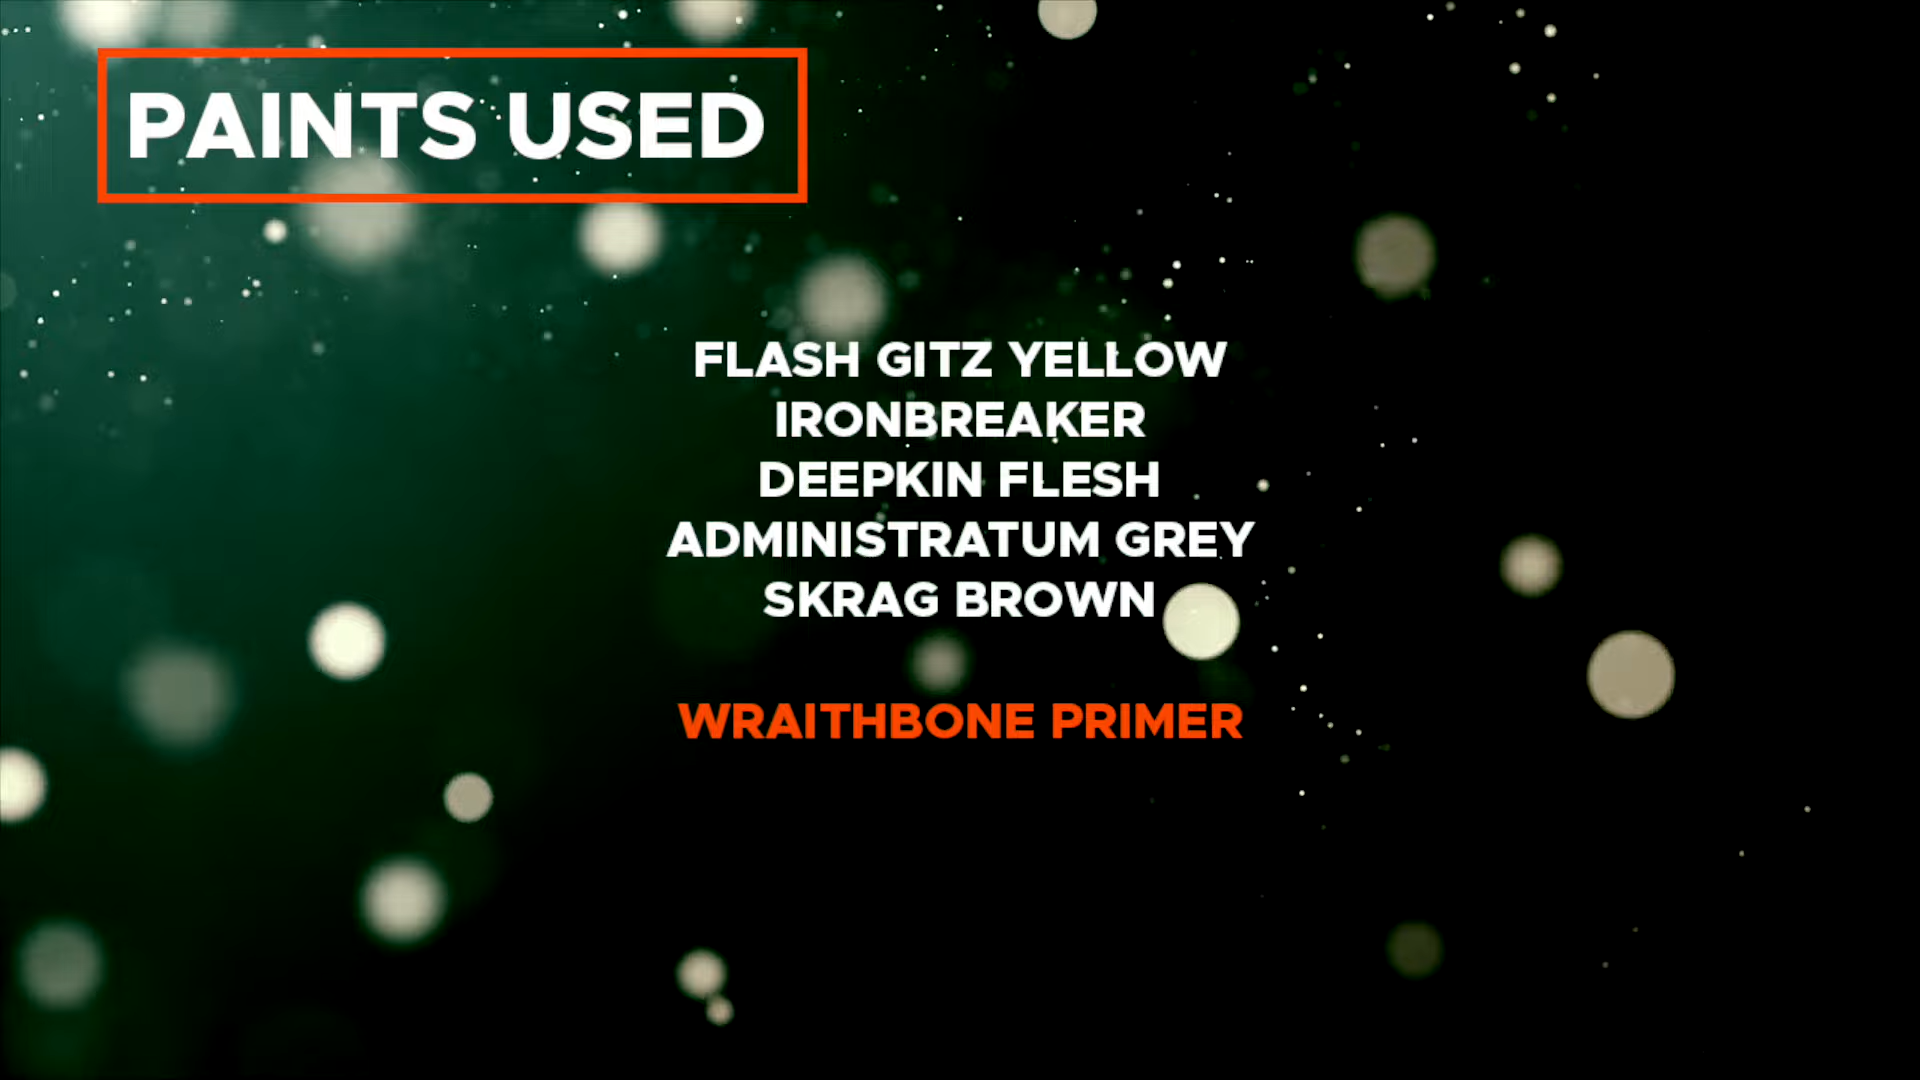 PAINTS USED
FLASH GITZ YELLOW
IRONBREAKER
DEEPKIN FLESH
ADMINISTRATUM GREY
SKRAG BROWN
WRAITHBONE PRIMER